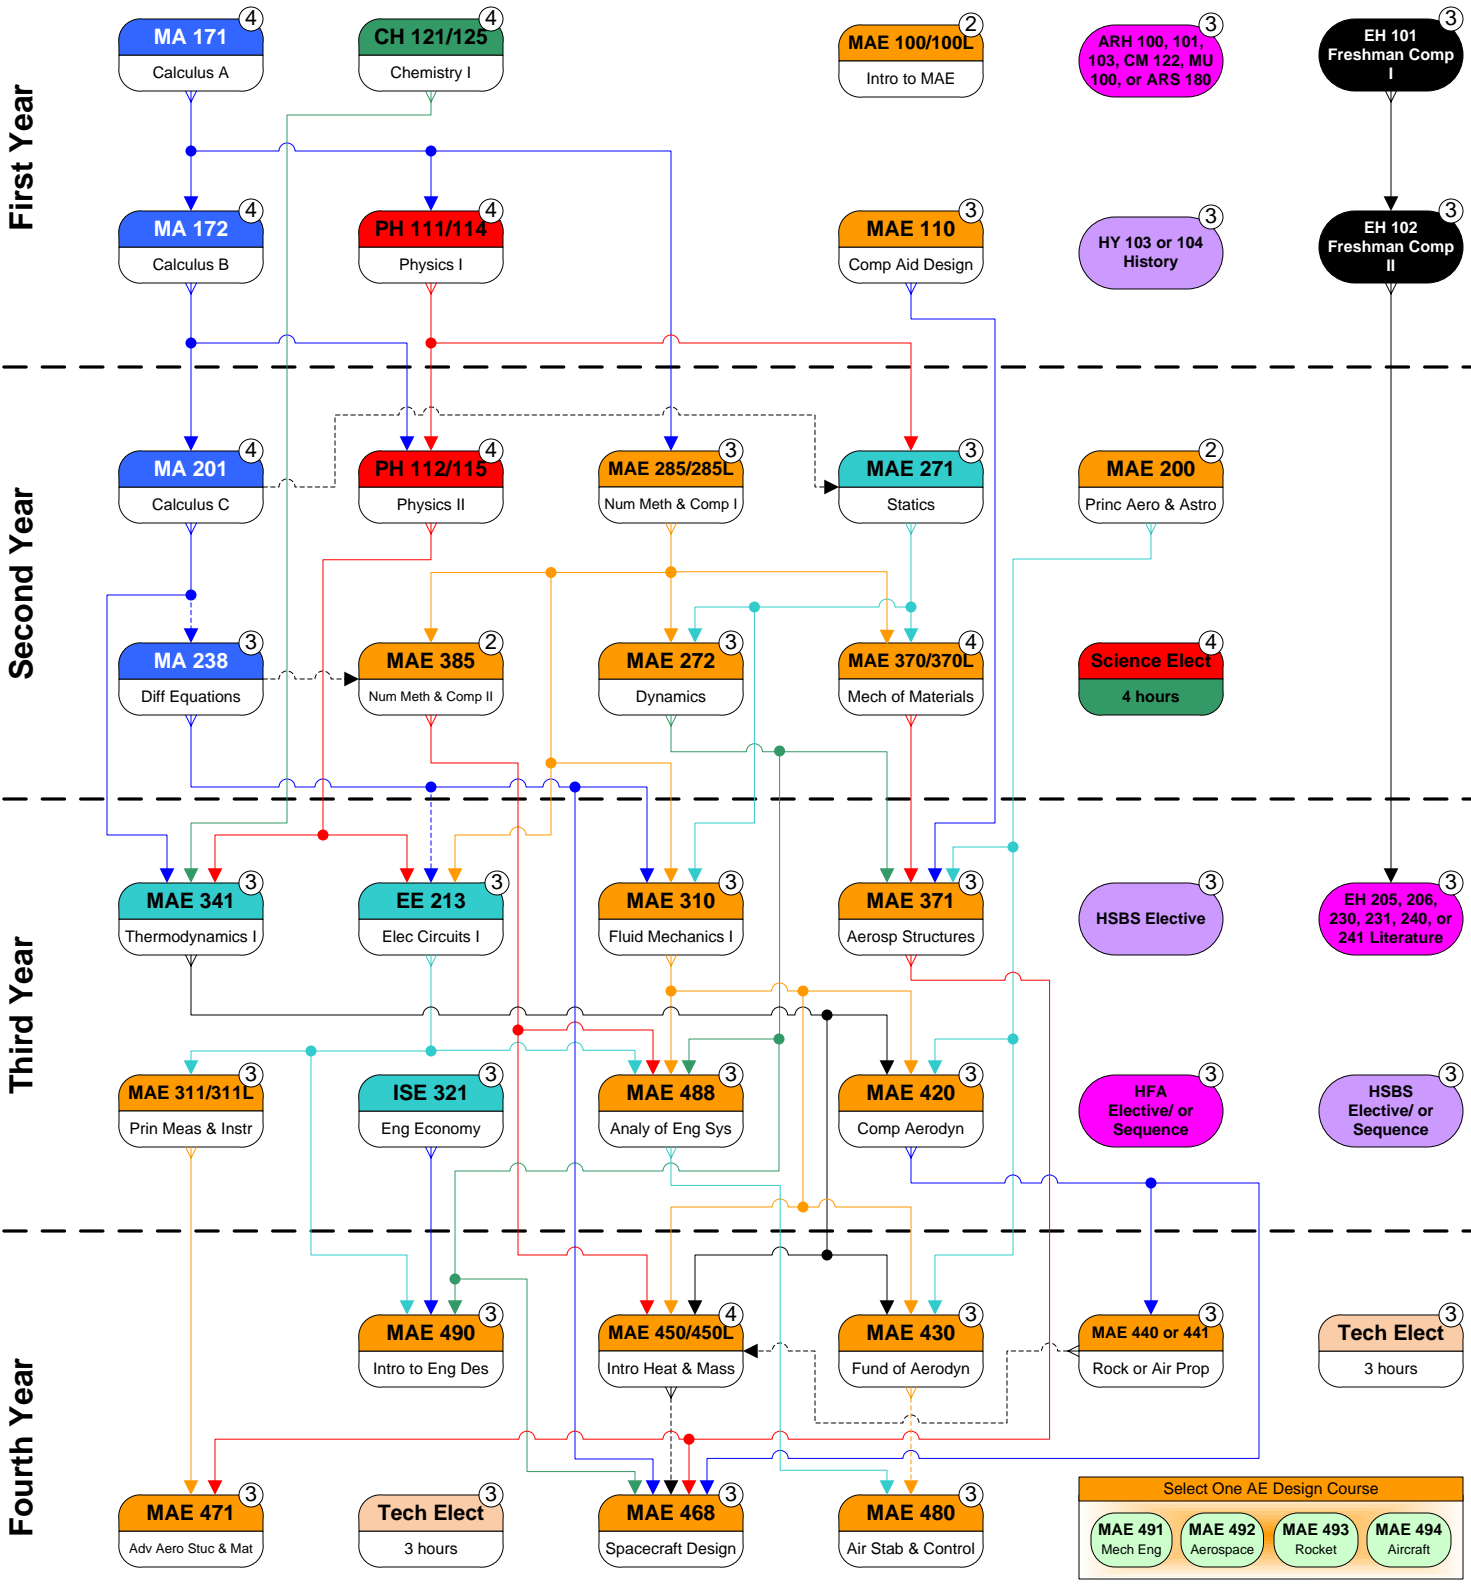 First Year
4
MA 171
Calculus A
4
CH 121/125
Chemistry I
2
MAE 100/100L
Intro to MAE
3
ARH 100, 101,
103, CM 122, MU
100, or ARS 180
3
EH 101
Freshman Comp
I
4
MA 172
Calculus B
4
PH 111/114
Physics I
3
MAE 110
Comp Aid Design
3
HY 103 or 104
History
3
EH 102
Freshman Comp
II
Second Year
4
MA 201
Calculus C
4
PH 112/115
Physics II
3
MAE 285/285L
Num Meth & Comp I
3
MAE 271
Statics
2
MAE 200
Princ Aero & Astro
3
MA 238
Diff Equations
2
MAE 385
Num Meth & Comp II
3
MAE 272
Dynamics
4
MAE 370/370L
Mech of Materials
4
Science Elect
4 hours
Third Year
3
MAE 341
Thermodynamics I
3
EE 213
Elec Circuits I
3
MAE 310
Fluid Mechanics I
3
MAE 371
Aerosp Structures
3
HSBS Elective
3
EH 205, 206,
230, 231, 240, or
241 Literature
3
MAE 311/311L
Prin Meas & Instr
3
ISE 321
Eng Economy
3
MAE 488
Analy of Eng Sys
3
MAE 420
Comp Aerodyn
3
HFA
Elective/ or
Sequence
3
HSBS
Elective/ or
Sequence
Fourth Year
3
MAE 490
Intro to Eng Des
4
MAE 450/450L
Intro Heat & Mass
3
MAE 430
Fund of Aerodyn
3
MAE 440 or 441
Rock or Air Prop
3
Tech Elect
3 hours
3
MAE 471
Adv Aero Stuc & Mat
3
Tech Elect
3 hours
3
MAE 468
Spacecraft Design
3
MAE 480
Air Stab & Control
Select One AE Design Course
MAE 491
Mech Eng
MAE 492
Aerospace
MAE 493
Rocket
MAE 494
Aircraft